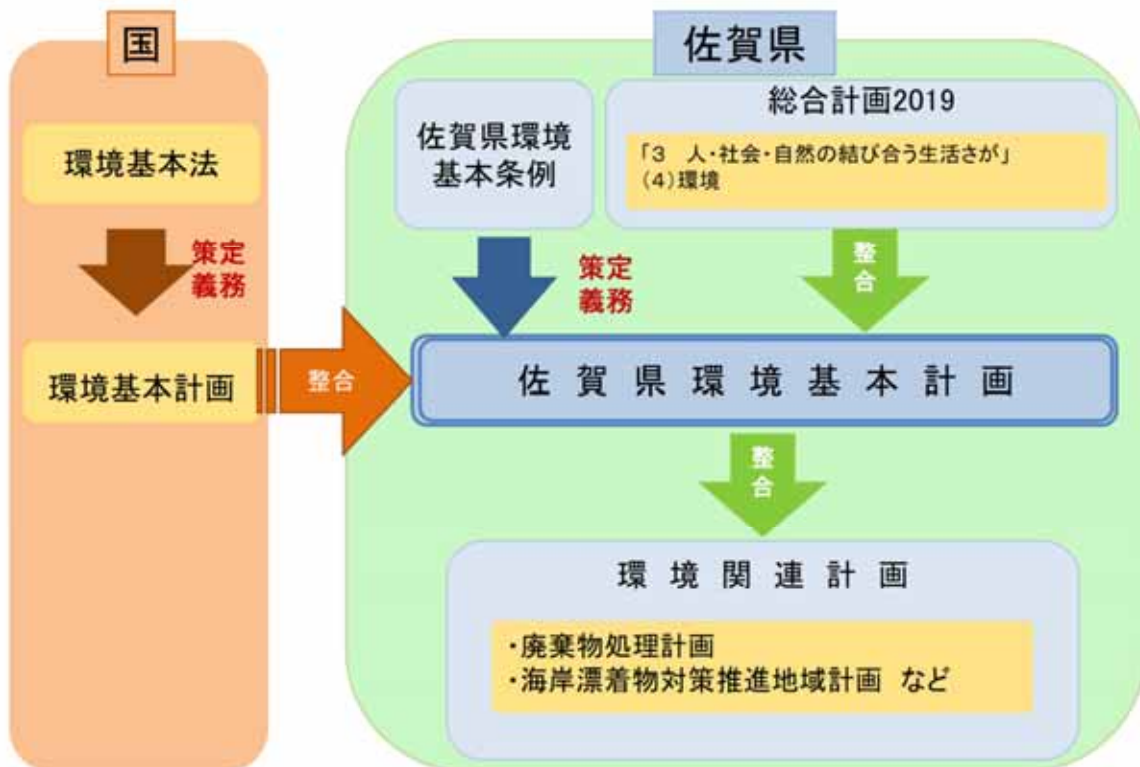 国
環境基本法
策定
義務
環境基本計画
整合
佐賀県
佐賀県環境
基本条例
総合計画2019
「3 人・社会・自然の結び合う生活さが」
(4)環境
策定
義務
整
合
佐賀県環境基本計画
整
合
環境関連計画
・廃棄物処理計画
・海岸漂着物対策推進地域計画 など